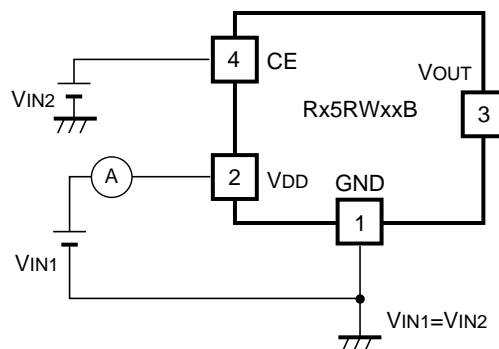 4
CE
VOUT
VIN2
Rx5RWxxB
3
A
2
VDD
GND
1
VIN1
VIN1=VIN2